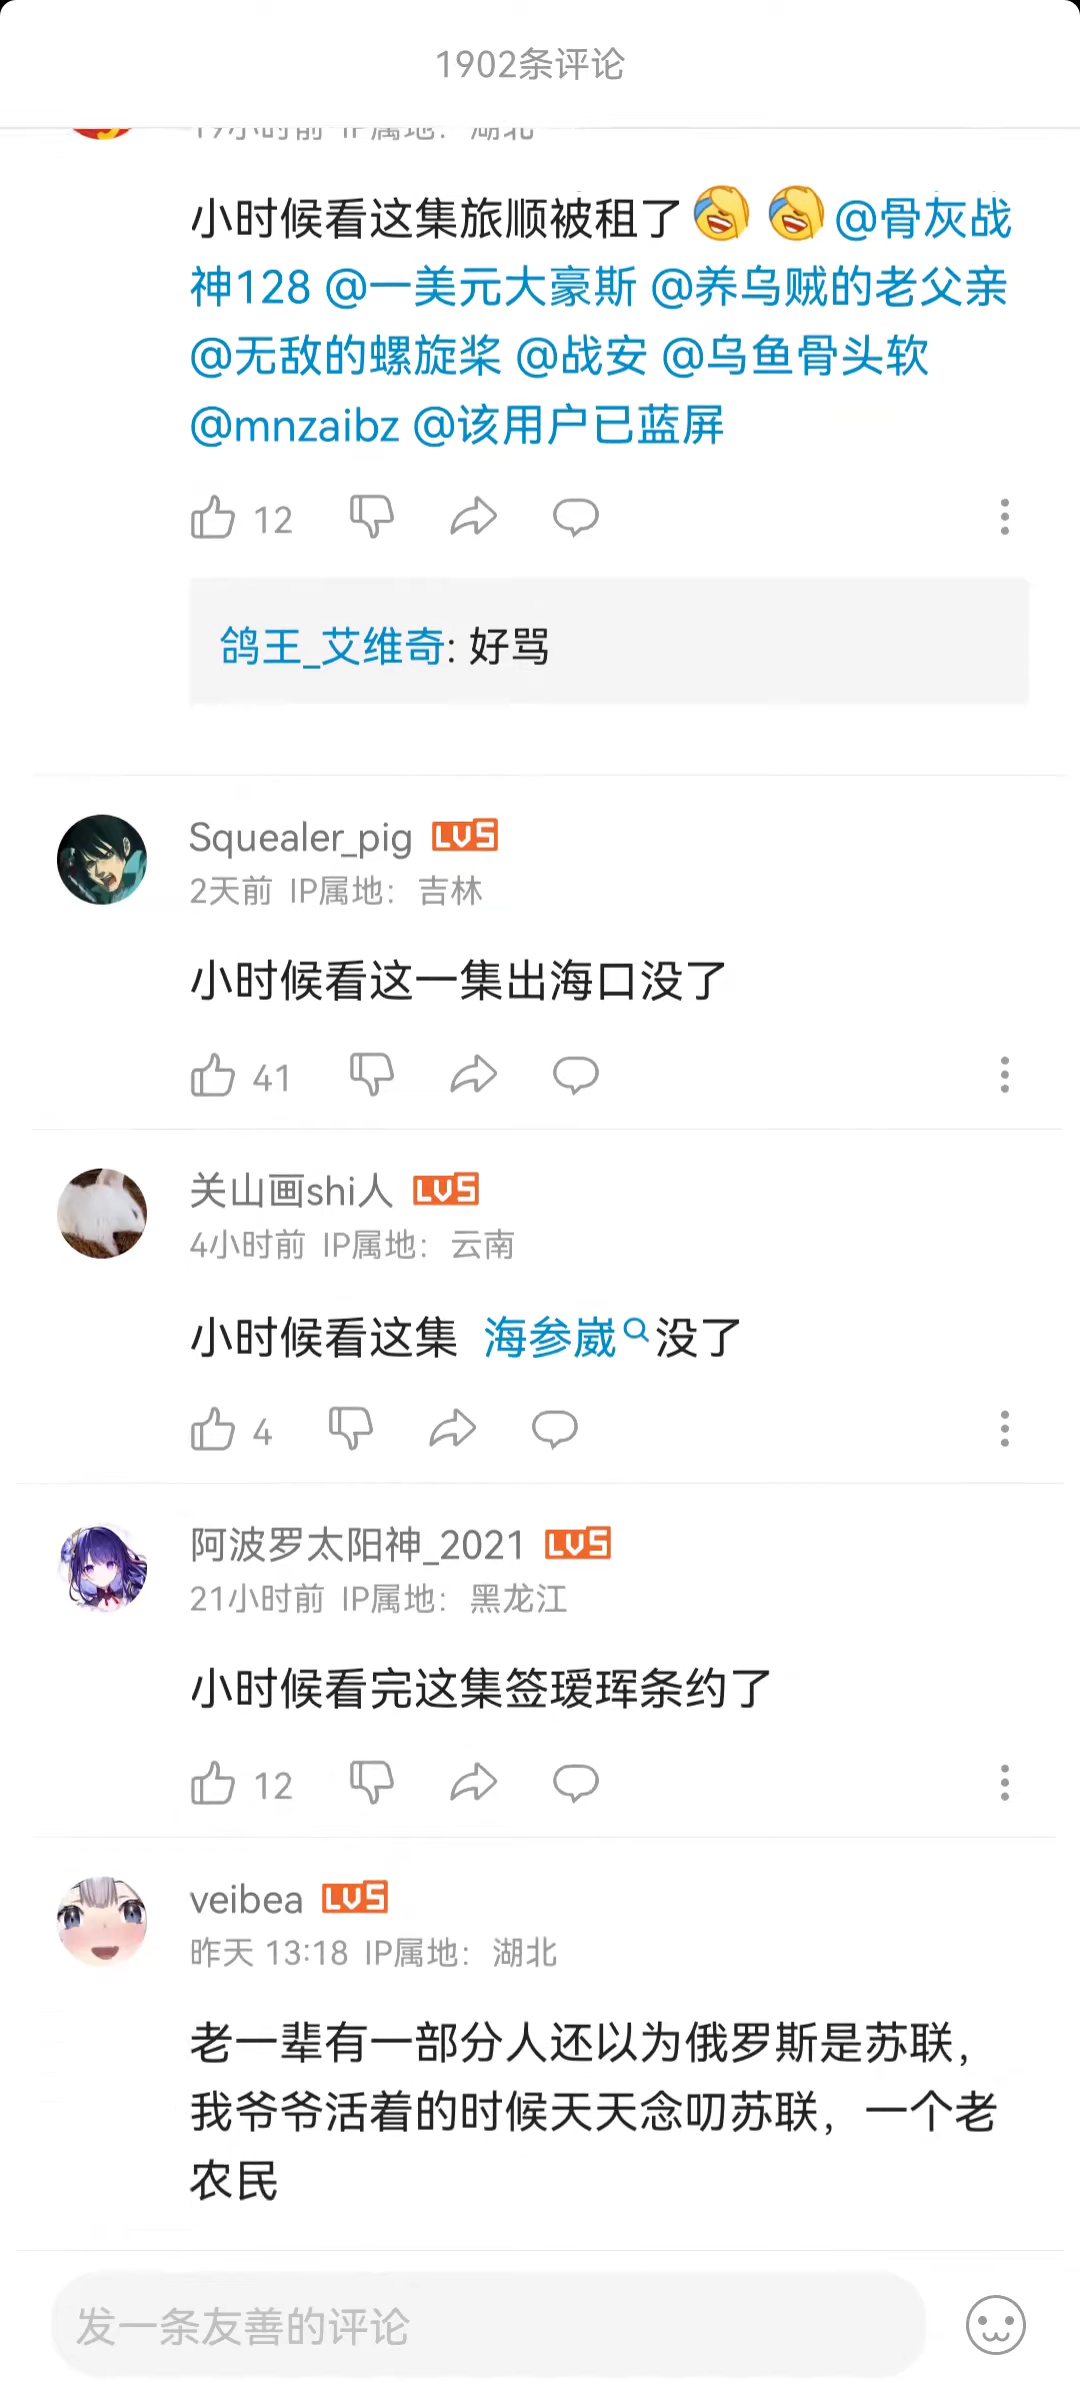 1902条评论
19小时前 IP属地：湖北
小时候看这集旅顺被租了 @骨灰战
神128 @一美元大豪斯 @养乌贼的老父亲
@无敌的螺旋桨 @战安 @乌鱼骨头软
@mnzaibz @该用户已蓝屏
12
鸽王_艾维奇: 好骂
Squealer_pig LV5
2天前 IP属地：吉林
小时候看这一集出海口没了
41
关山画shi人 LV5
4小时前 IP属地：云南
小时候看这集 海参崴 没了
4
阿波罗太阳神_2021 LV5
21小时前 IP属地：黑龙江
小时候看完这集签瑷珲条约了
12
veibea LV5
昨天 13:18 IP属地：湖北
老一辈有一部分人还以为俄罗斯是苏联，
我爷爷活着的时候天天念叨苏联，一个老
农民
发一条友善的评论